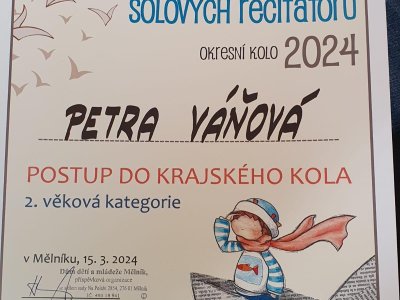 SÓLOVÝCH recitátorů
OKRESNÍ KOLO 2024
PETRA VÁŇOVÁ
POSTUP DO KRAJSKÉHO KOLA
2. věková kategorie
v Mělníku, 15. 3. 2024
Dům dětí a mládeže Mělník,
příspěvková organizace